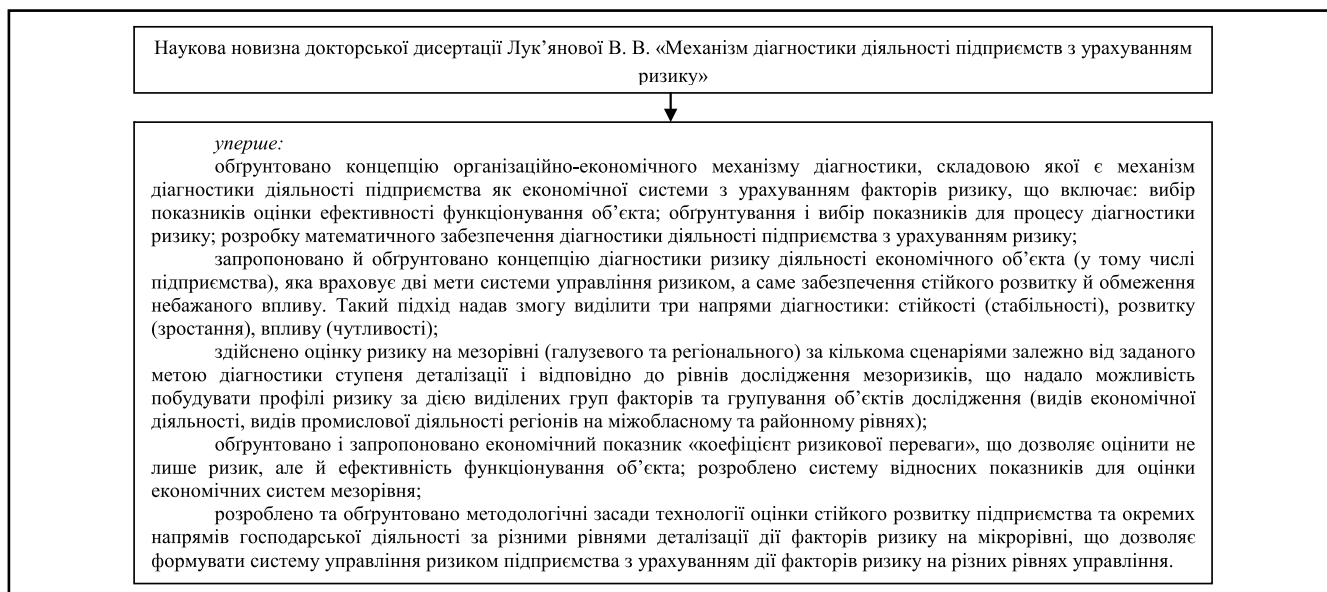 Наукова новизна докторської дисертації Лук’янової В. В. «Механізм діагностики діяльності підприємств з урахуванням
ризику»
уперше:
обґрунтовано концепцію організаційно-економічного механізму діагностики, складовою якої є механізм
діагностики діяльності підприємства як економічної системи з урахуванням факторів ризику, що включає: вибір
показників оцінки ефективності функціонування об’єкта; обґрунтування і вибір показників для процесу діагностики
ризику; розробку математичного забезпечення діагностики діяльності підприємства з урахуванням ризику;
запропоновано й обґрунтовано концепцію діагностики ризику діяльності економічного об’єкта (у тому числі
підприємства), яка враховує дві мети системи управління ризиком, а саме забезпечення стійкого розвитку й обмеження
небажаного впливу. Такий підхід надав змогу виділити три напрями діагностики: стійкості (стабільності), розвитку
(зростання), впливу (чутливості);
здійснено оцінку ризику на мезорівні (галузевого та регіонального) за кількома сценаріями залежно від заданого
метою діагностики ступеня деталізації і відповідно до рівнів дослідження мезоризиків, що надало можливість
побудувати профілі ризику за дією виділених груп факторів та групування об’єктів дослідження (видів економічної
діяльності, видів промислової діяльності регіонів на міжобласному та районному рівнях);
обґрунтовано і запропоновано економічний показник «коефіцієнт ризикової переваги», що дозволяє оцінити не
лише ризик, але й ефективність функціонування об’єкта; розроблено систему відносних показників для оцінки
економічних систем мезорівня;
розроблено та обґрунтовано методологічні засади технології оцінки стійкого розвитку підприємства та окремих
напрямів господарської діяльності за різними рівнями деталізації дії факторів ризику на мікрорівні, що дозволяє
формувати систему управління ризиком підприємства з урахуванням дії факторів ризику на різних рівнях управління.